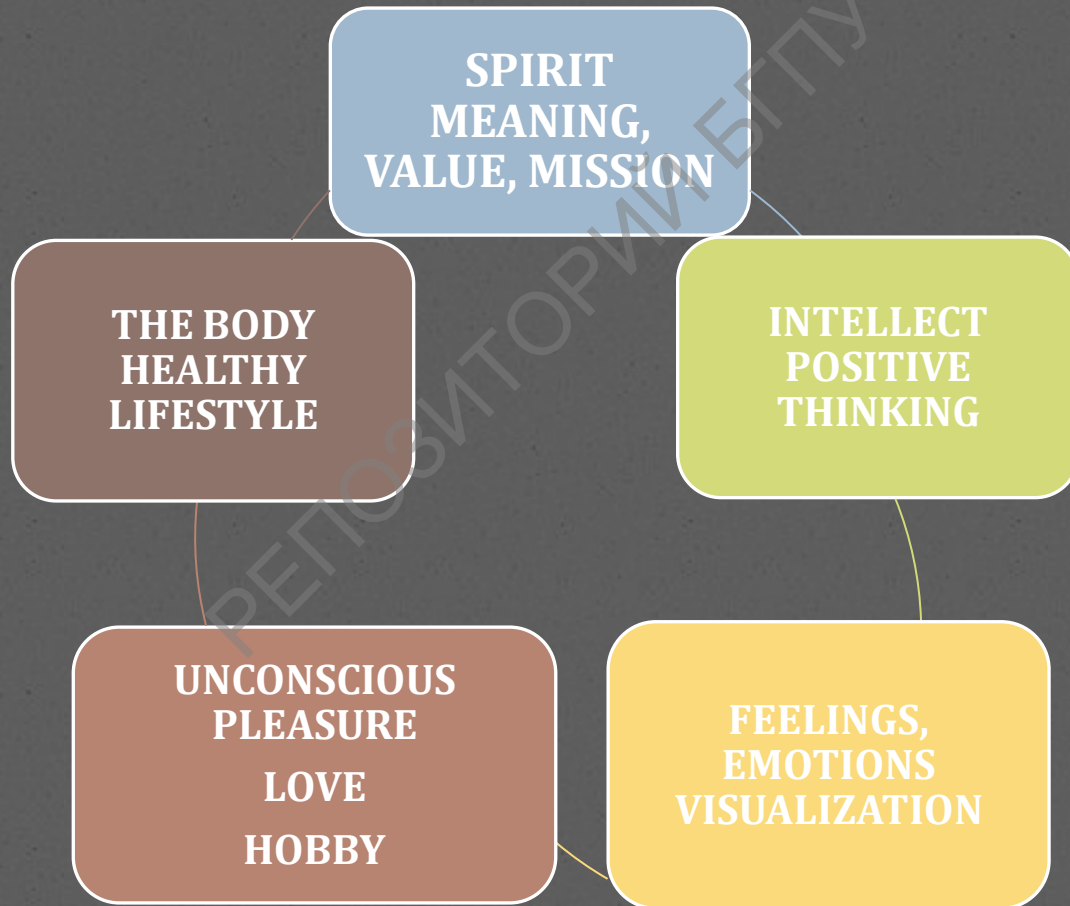 SPIRIT
MEANING,
VALUE, MISSION
THE BODY
HEALTHY
LIFESTYLE
INTELLECT
POSITIVE
THINKING
UNCONSCIOUS
PLEASURE
LOVE
HOBBY
FEELINGS,
EMOTIONS
VISUALIZATION
РЕПОЗИТОРИЙ БГПУ